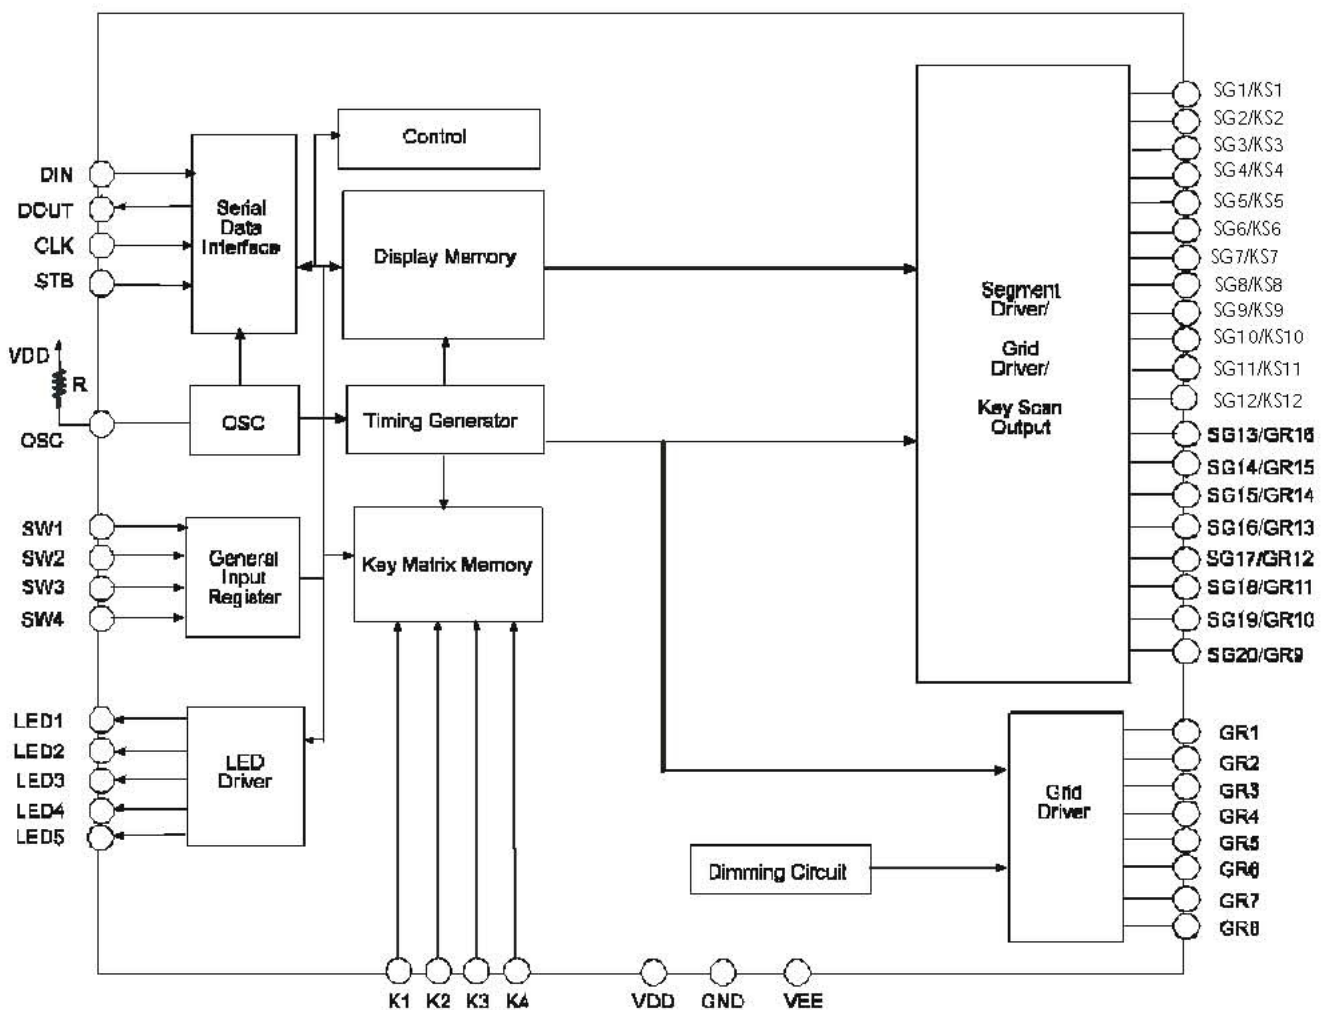 Control
DIN
DOUT
CLK
STB
Serial
Data
Interface
Display Memory
VDD
R
OSC
OSC
Timing Generator
SW1
SW2
SW3
SW4
General
Input
Register
Key Matrix Memory
LED1
LED2
LED3
LED4
LED5
LED
Driver
Segment
Driver/
Grid
Driver/
Key Scan
Output
SG1/KS1
SG2/KS2
SG3/KS3
SG4/KS4
SG5/KS5
SG6/KS6
SG7/KS7
SG8/KS8
SG9/KS9
SG10/KS10
SG11/KS11
SG12/KS12
SG13/GR16
SG14/GR15
SG15/GR14
SG16/GR13
SG17/GR12
SG18/GR11
SG19/GR10
SG20/GR9
Grid
Driver
Dimming Circuit
GR1
GR2
GR3
GR4
GR5
GR6
GR7
GR8
K1
K2
K3
K4
VDD
GND
VEE